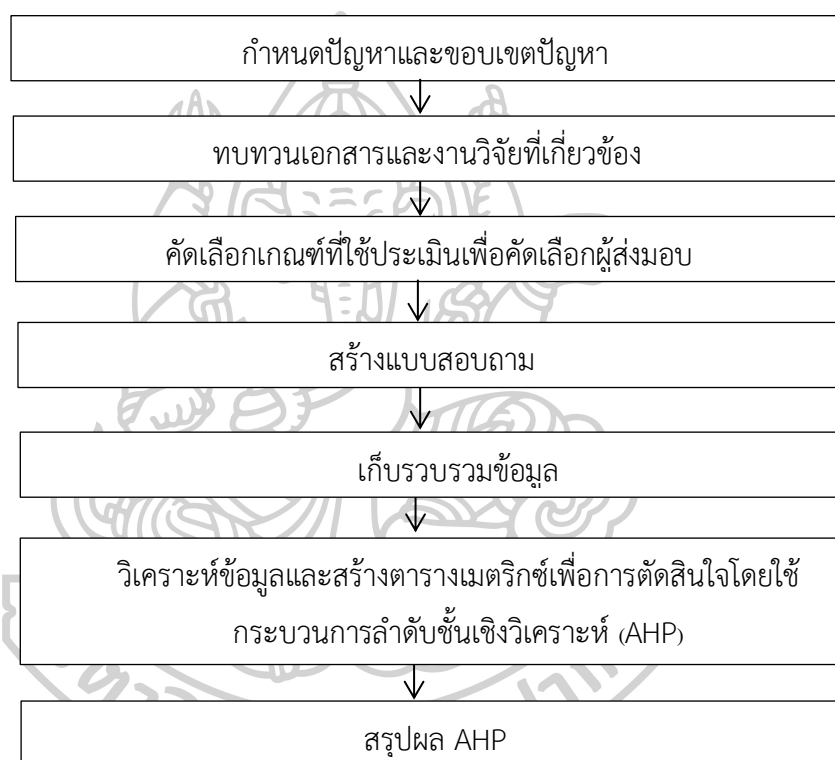 กำหนดปัญหาและขอบเขตปัญหา
ทบทวนเอกสารและงานวิจัยที่เกี่ยวข้อง
คัดเลือกเกณฑ์ที่ใช้ประเมินเพื่อคัดเลือกผู้ส่งมอบ
สร้างแบบสอบถาม
เก็บรวบรวมข้อมูล
วิเคราะห์ข้อมูลและสร้างตารางเมตริกซ์เพื่อการตัดสินใจโดยใช้
กระบวนการลำดับชั้นเชิงวิเคราะห์ (AHP)
สรุปผล AHP